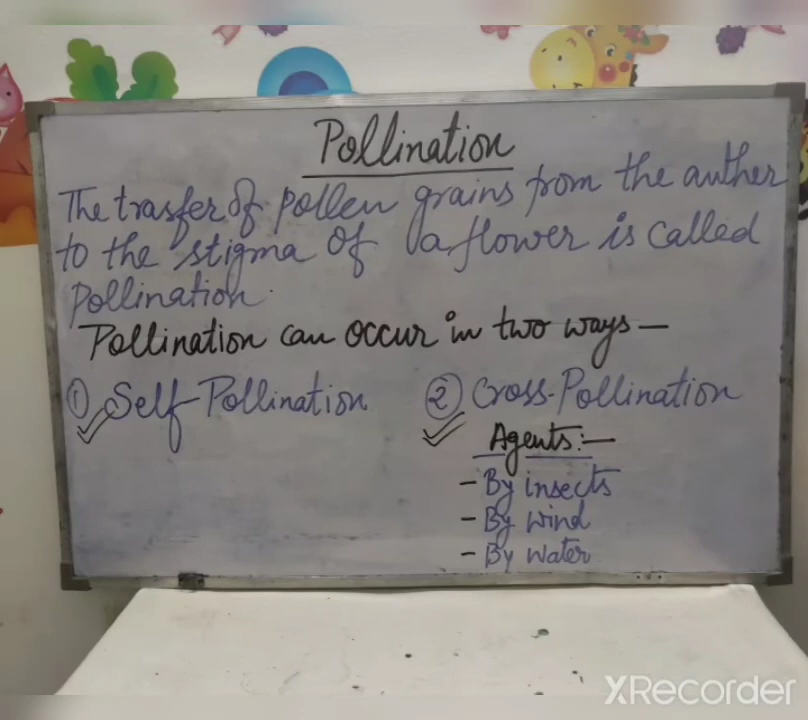 Pollination
The trasfer of pollen grains from the anther
to the stigma of a flower is called
Pollination.
Pollination can occur in two ways —
① Self-Pollination ② Cross-Pollination
Agents:—
- By insects
- By wind
- By water
XRecorder